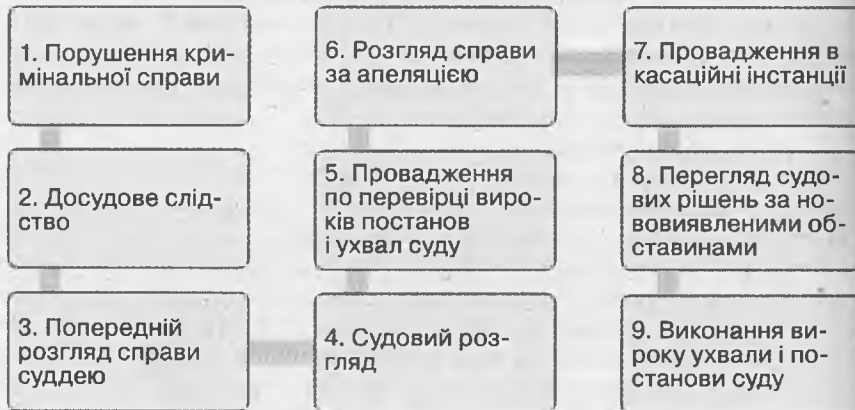 1. Порушення кри-
мінальної справи
2. Досудове слід-
ство
3. Попередній
розгляд справи
суддею
4. Судовий роз-
гляд
5. Провадження
по перевірці виро-
ків постанов
і ухвал суду
6. Розгляд справи
за апеляцією
7. Провадження в
касаційні інстанції
8. Перегляд судо-
вих рішень за но-
вовиявленими об-
ставинами
9. Виконання ви-
року ухвали і по-
станови суду